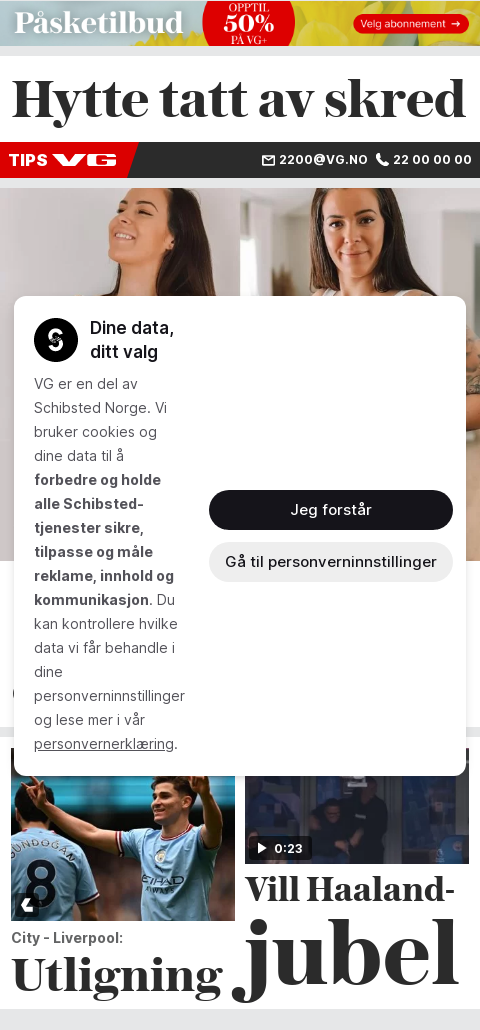 Påsketilbud
OPPTIL
50%
PÅ VG+
Velg abonnement →
Hytte tatt av skred
TIPS VG
2200@VG.NO 22 00 00 00
Dine data,
ditt valg
VG er en del av
Schibsted Norge. Vi
bruker cookies og
dine data til å
forbedre og holde
alle Schibsted-
tjenester sikre,
tilpasse og måle
reklame, innhold og
kommunikasjon. Du
kan kontrollere hvilke
data vi får behandle i
dine
personverninnstillinger
og lese mer i vår
personvernerklæring.
Jeg forstår
Gå til personverninnstillinger
GÜNDOĞAN
8
ETIHAD
City - Liverpool:
Utligning
0:23
Vill Haaland-
jubel